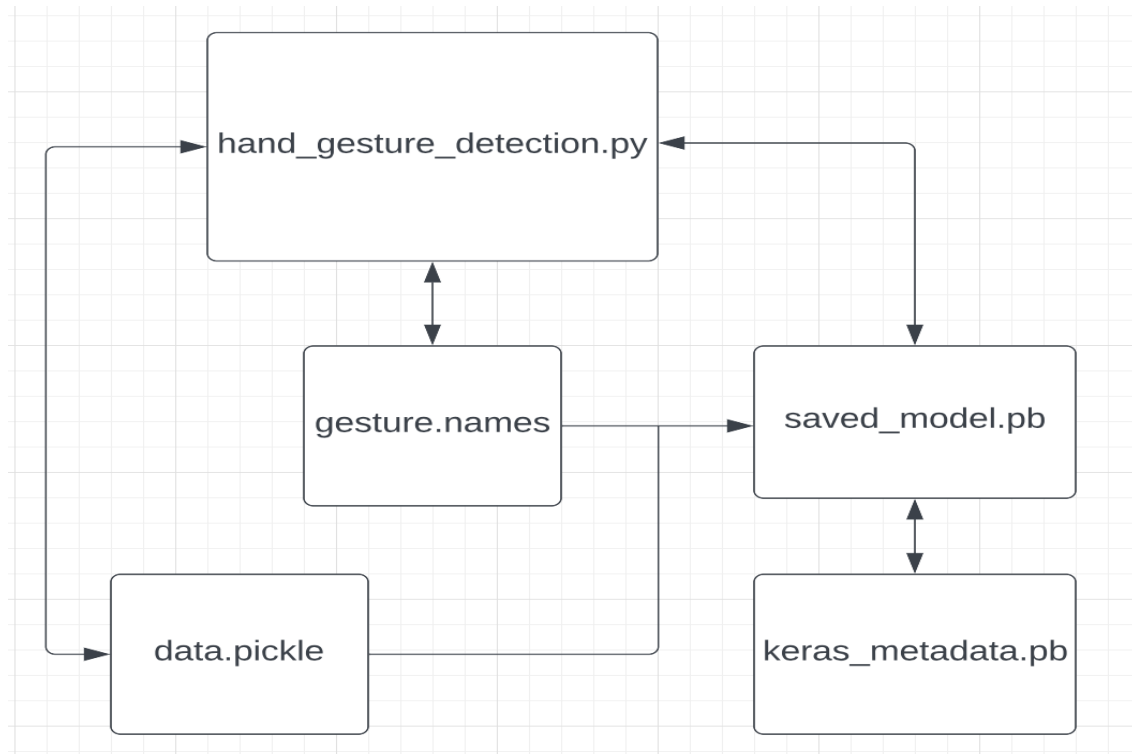 hand_gesture_detection.py
gesture.names
saved_model.pb
data.pickle
keras_metadata.pb